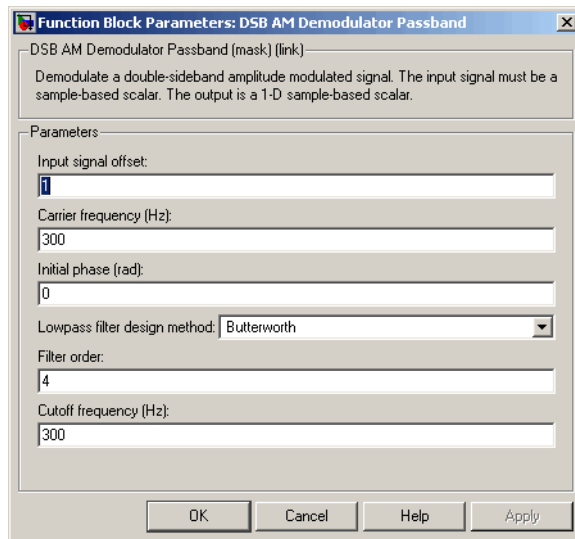 Function Block Parameters: DSB AM Demodulator Passband
DSB AM Demodulator Passband (mask) (link)
Demodulate a double-sideband amplitude modulated signal. The input signal must be a
sample-based scalar. The output is a 1-D sample-based scalar.
Parameters
Input signal offset:
1
Carrier frequency (Hz):
300
Initial phase (rad):
0
Lowpass filter design method: Butterworth
Filter order:
4
Cutoff frequency (Hz):
300
OK Cancel Help Apply